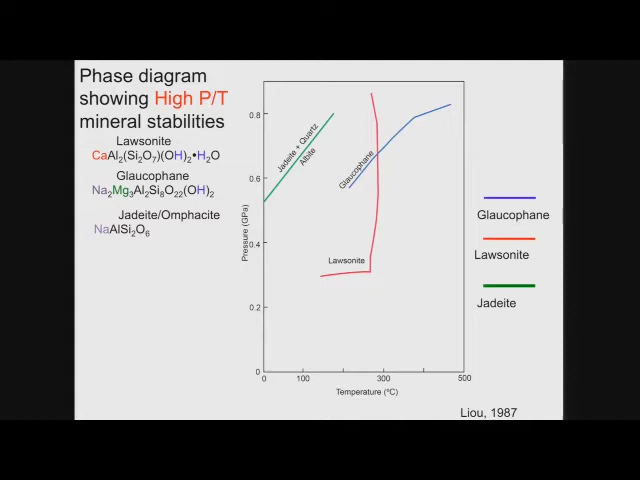 Phase diagram
showing High P/T
mineral stabilities
Lawsonite
CaAl2(Si2O7)(OH)2•H2O
Glaucophane
Na2Mg3Al2Si8O22(OH)2
Jadeite/Omphacite
NaAlSi2O6
Pressure (GPa)
0.8
0.6
0.4
0.2
0
Jadeite + Quartz
Albite
Glaucophane
Lawsonite
0 100 300 500
Temperature (ºC)
Glaucophane
Lawsonite
Jadeite
Liou, 1987